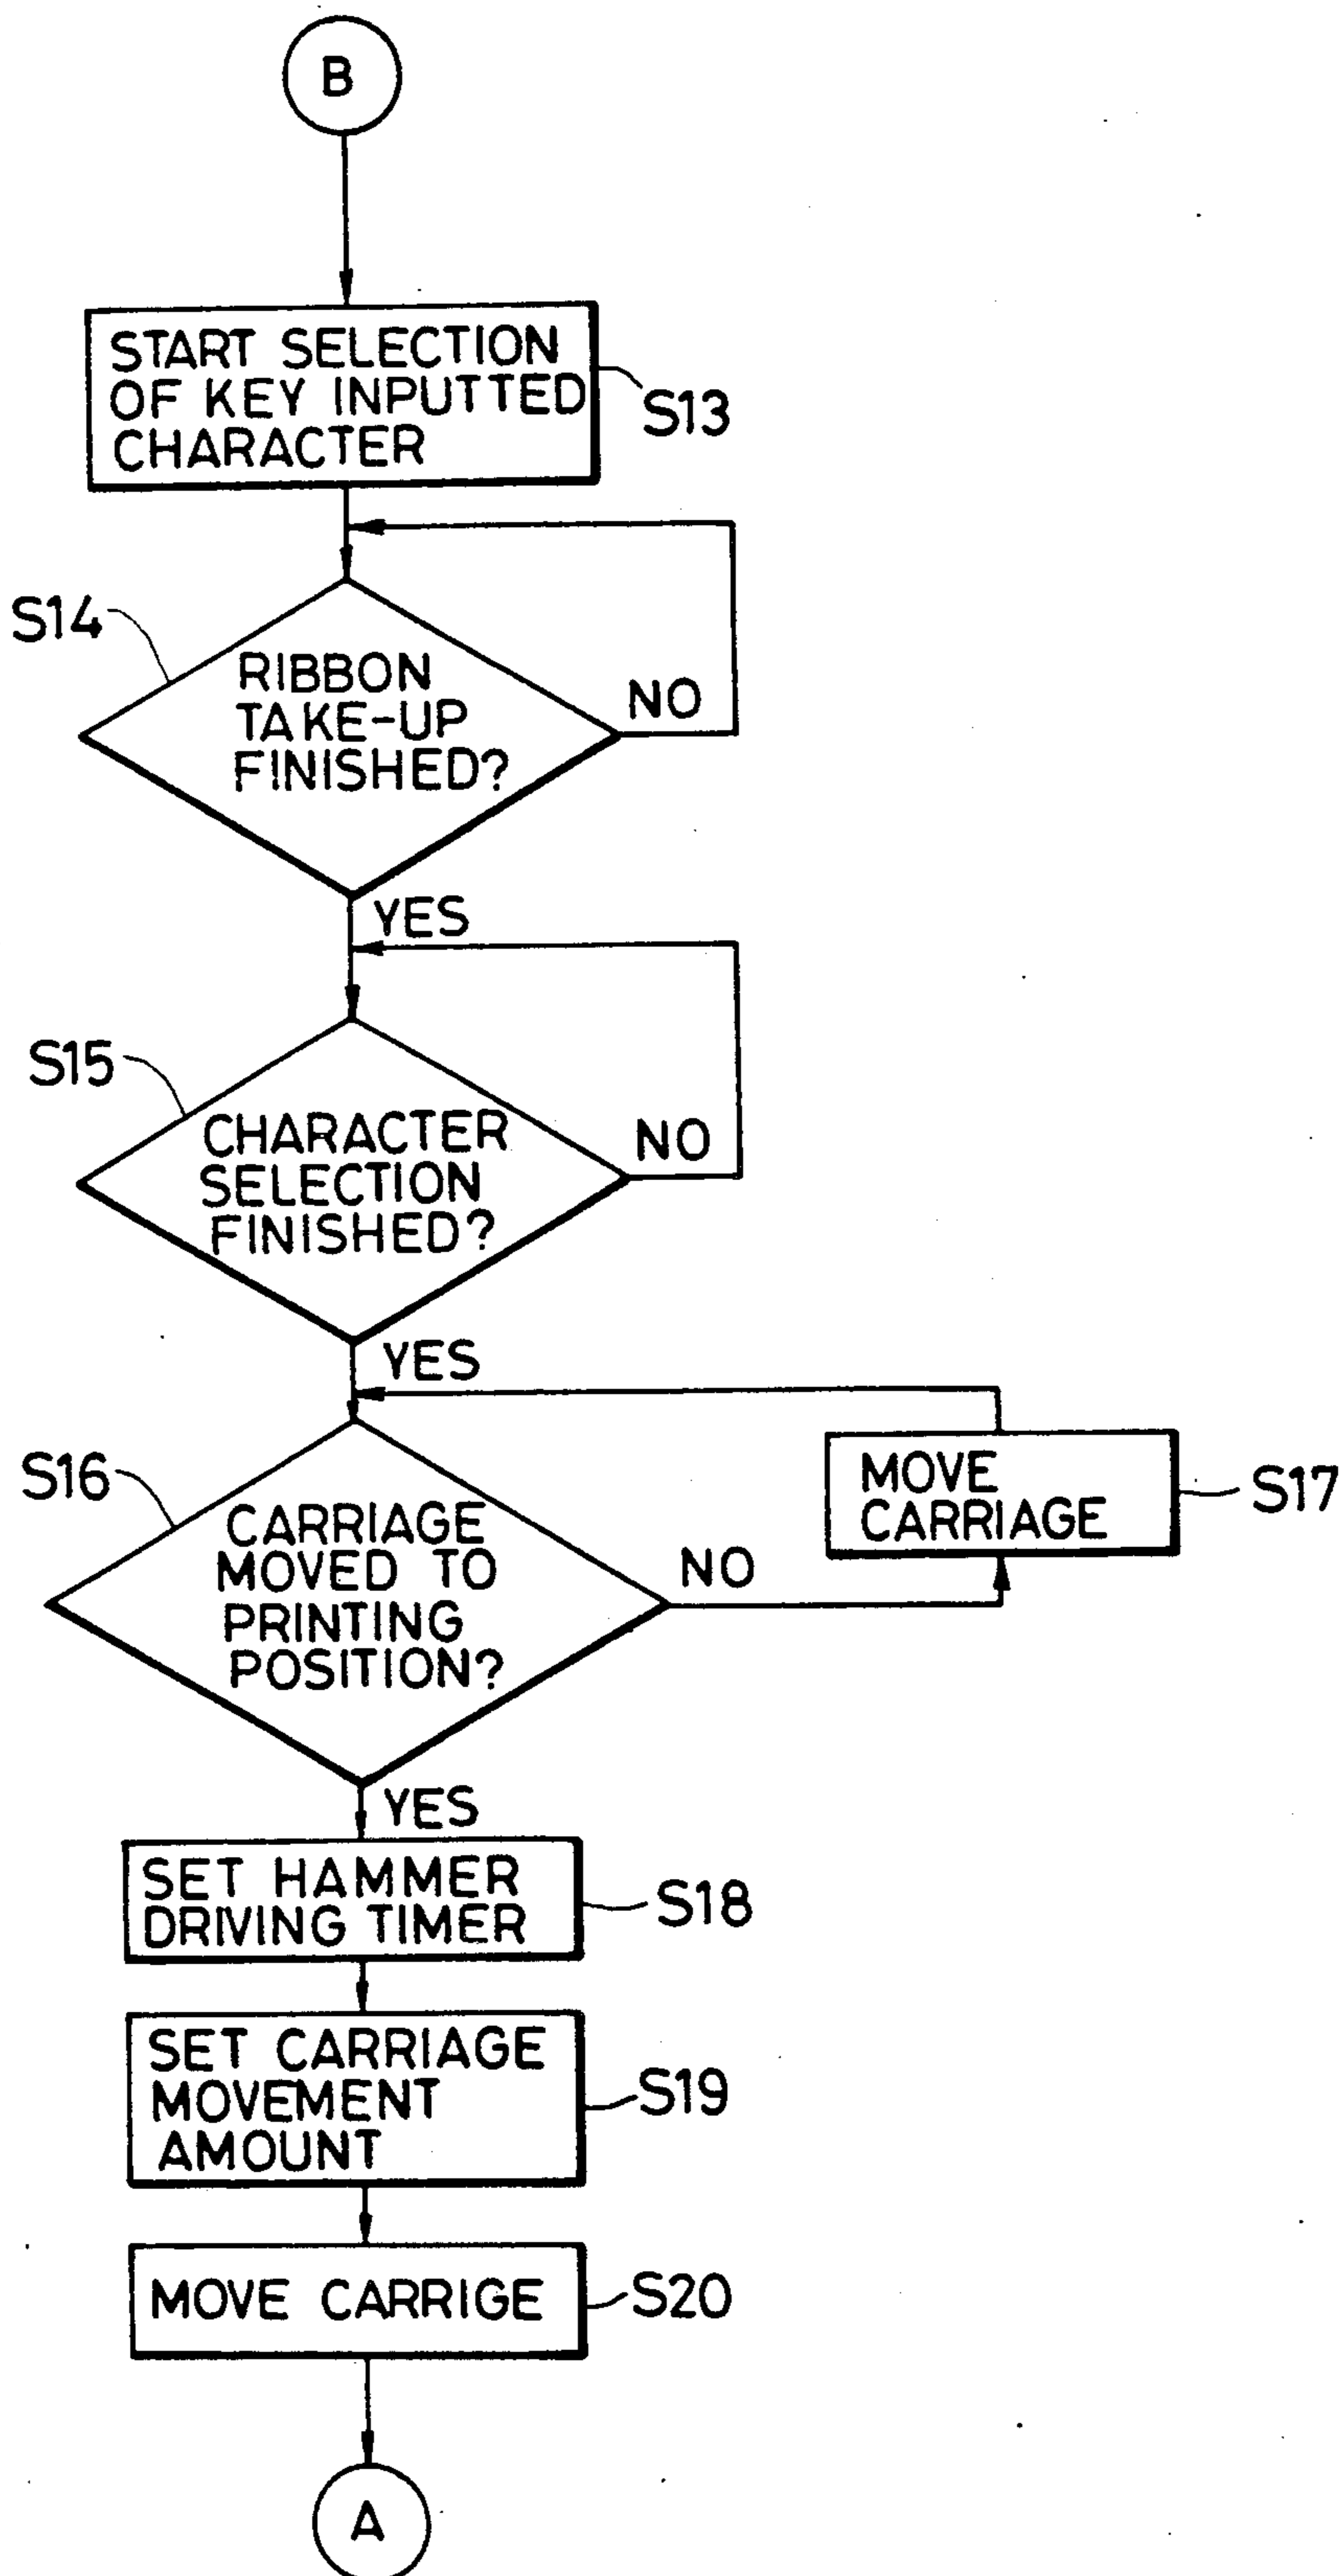 B
START SELECTION
OF KEY INPUTTED
CHARACTER
S13
S14
RIBBON
TAKE-UP
FINISHED?
NO
YES
S15
CHARACTER
SELECTION
FINISHED?
NO
YES
S16
CARRIAGE
MOVED TO
PRINTING
POSITION?
NO
MOVE
CARRIAGE
S17
YES
SET HAMMER
DRIVING TIMER
S18
SET CARRIAGE
MOVEMENT
AMOUNT
S19
MOVE CARRIGE
S20
A